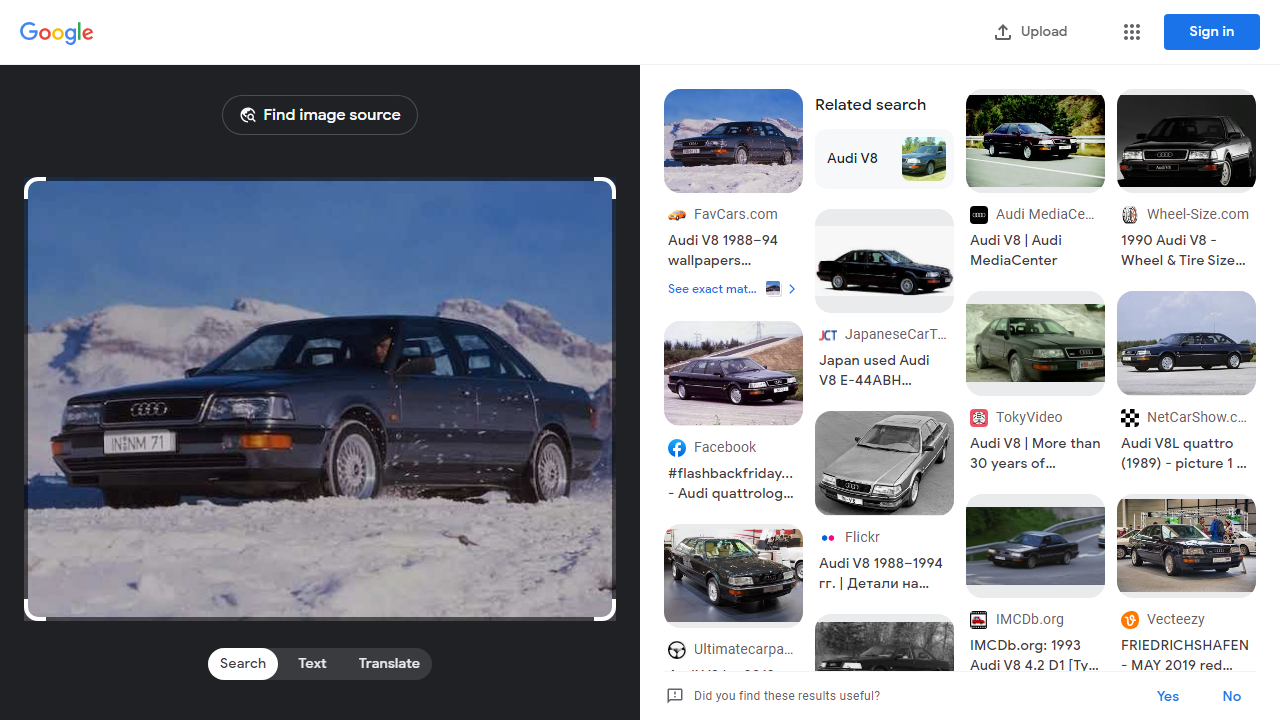 Google
Upload
Sign in
Find image source
IN NM 71
Search
Text
Translate
FavCars.com
Audi V8 1988–94
wallpapers...
See exact mat...
Facebook
#flashbackfriday...
- Audi quattrolog...
Ultimatecarpa...
Related search
Audi V8
JapaneseCarT...
Japan used Audi
V8 E-44ABH...
Flickr
Audi V8 1988–1994
гг. | Детали на...
Audi MediaCe...
Audi V8 | Audi
MediaCenter
TokyVideo
Audi V8 | More than
30 years of...
IMCDb.org
IMCDb.org: 1993
Audi V8 4.2 D1 [Ty...
Wheel-Size.com
1990 Audi V8 -
Wheel & Tire Size...
NetCarShow.c...
Audi V8L quattro
(1989) - picture 1 ...
Vecteezy
FRIEDRICHSHAFEN
- MAY 2019 red...
Did you find these results useful?
Yes
No